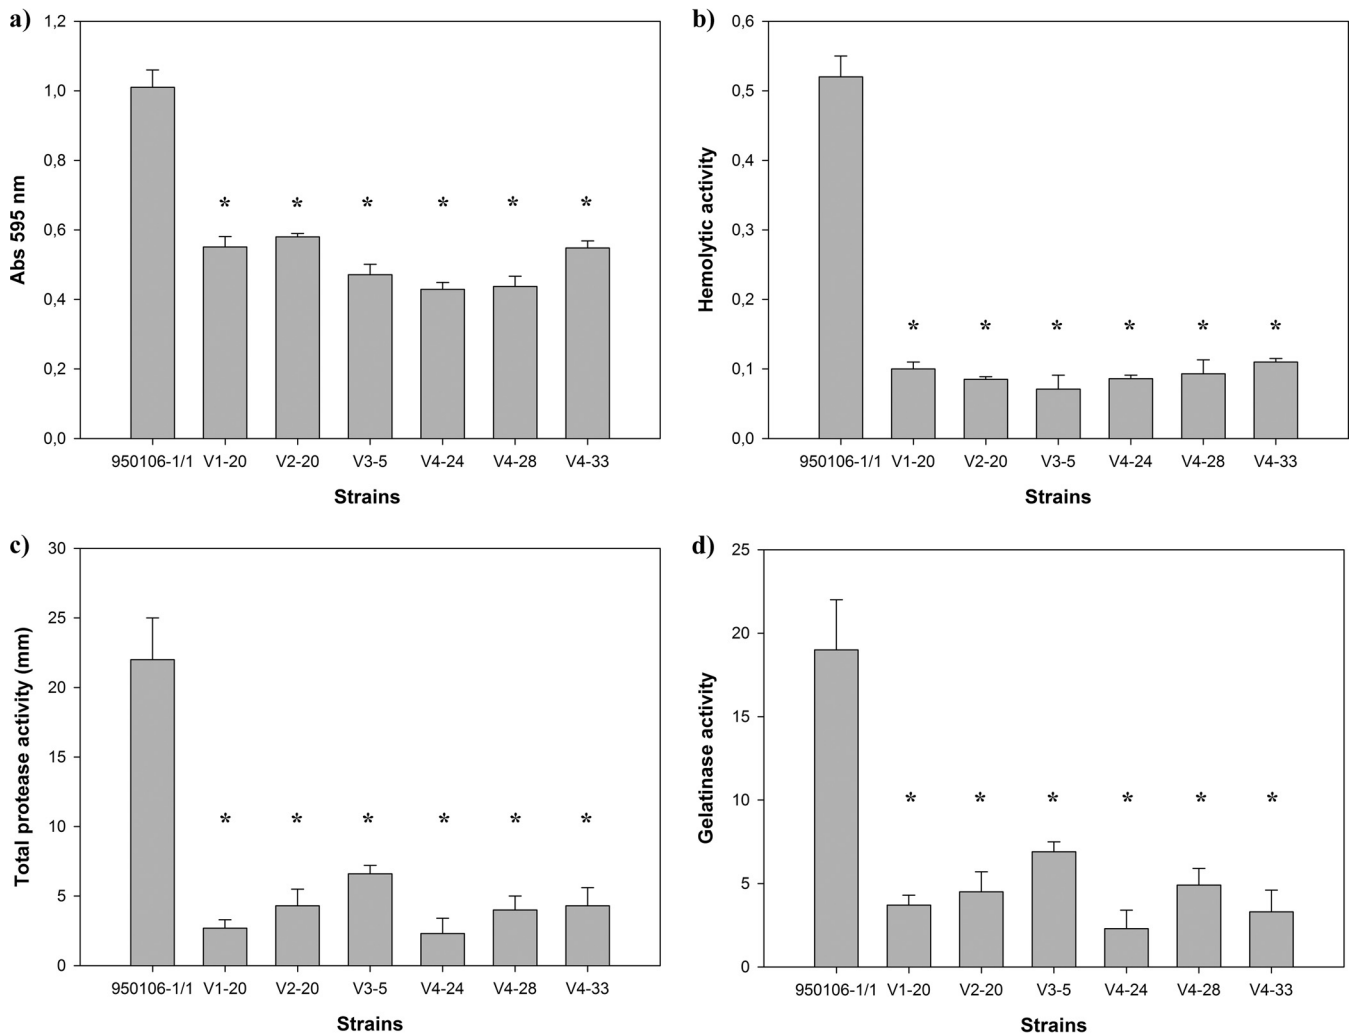 a)
1,2
1,0
0,8
0,6
0,4
0,2
0,0
Abs 595 nm
* * * * * *
950106-1/1 V1-20 V2-20 V3-5 V4-24 V4-28 V4-33
Strains
b)
0,6
0,5
0,4
0,3
0,2
0,1
0,0
Hemolytic activity
* * * * * *
950106-1/1 V1-20 V2-20 V3-5 V4-24 V4-28 V4-33
Strains
c)
30
25
20
15
10
5
0
Total protease activity (mm)
* * * * * *
950106-1/1 V1-20 V2-20 V3-5 V4-24 V4-28 V4-33
Strains
d)
25
20
15
10
5
0
Gelatinase activity
* * * * * *
950106-1/1 V1-20 V2-20 V3-5 V4-24 V4-28 V4-33
Strains